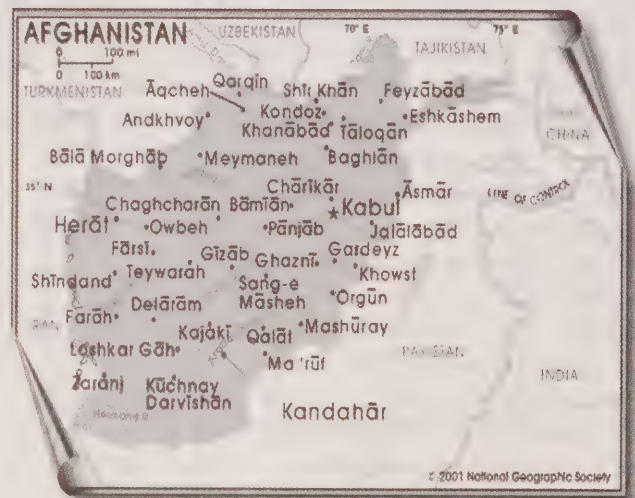 AFGHANISTAN
UZBEKISTAN
70° E
75° E
TAJIKISTAN
0 100 mi
0 100 km
TURKMENISTAN
Āqcheh
Qarqīn
Shīr Khān
Feyzābād
Andkhvoy
Kondoz
Khanābād
Tāloqān
Eshkāshem
CHINA
Bālā Morghāb
Meymaneh
Baghlān
35° N
Chārīkār
Āsmār
LINE OF CONTROL
Chaghcharān
Bāmīān
Kabul
Herāt
Owbeh
Pānjāb
Jalālābād
Fārsī
Gīzāb
Ghaznī
Gardeyz
Shīndand
Teywarah
Sang-e
Māsheh
Khowst
Orgūn
Farāh
Delārām
IRAN
Kajakī
Qalāt
Mashūray
Lashkar Gāh
Ma 'rūf
PAKISTAN
INDIA
Zaranj
Kūchnay
Darvīshān
Kandahār
© 2001 National Geographic Society